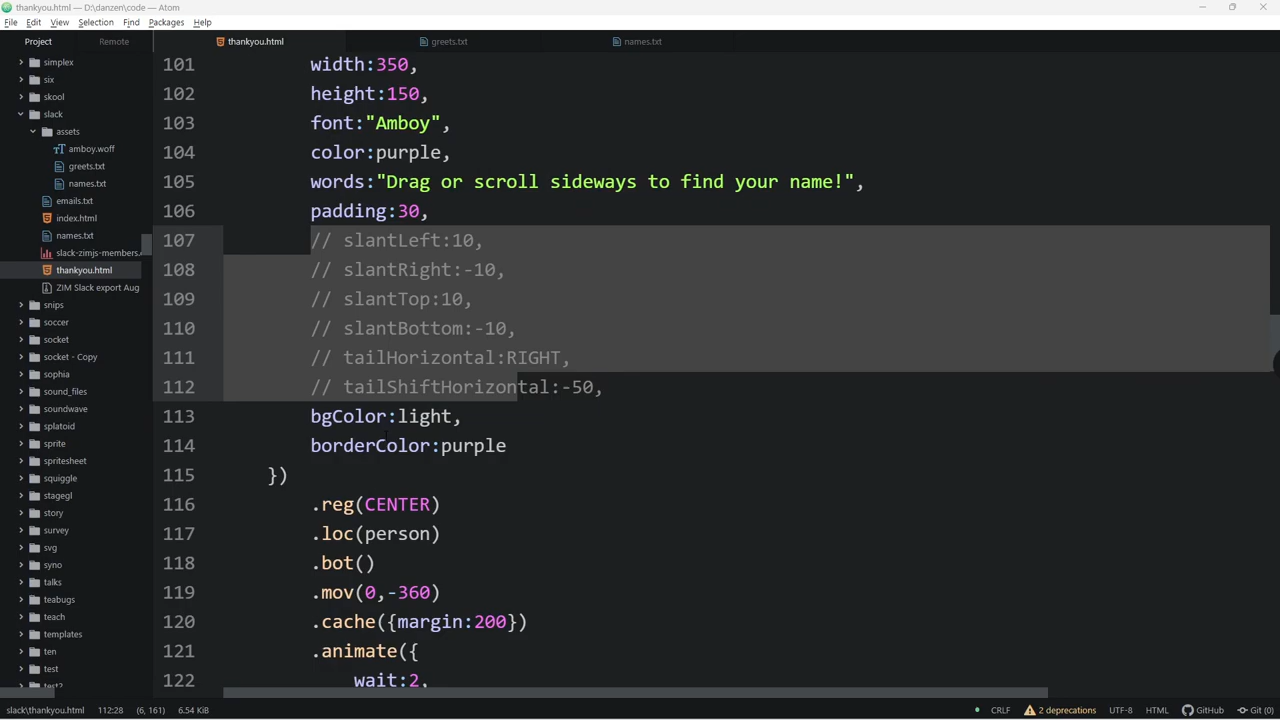 thankyou.html — D:\danzen\code — Atom
File Edit View Selection Find Packages Help
Project Remote
thankyou.html greets.txt names.txt
simplex
six
skool
slack
assets
amboy.woff
greets.txt
names.txt
emails.txt
index.html
names.txt
slack-zimjs-members.
thankyou.html
ZIM Slack export Aug
snips
soccer
socket
socket - Copy
sophia
sound_files
soundwave
splatoid
sprite
spritesheet
squiggle
stagegl
story
survey
svg
syno
talks
teabugs
teach
templates
ten
test
test2
101 width:350,
102 height:150,
103 font:"Amboy",
104 color:purple,
105 words:"Drag or scroll sideways to find your name!",
106 padding:30,
107 // slantLeft:10,
108 // slantRight:-10,
109 // slantTop:10,
110 // slantBottom:-10,
111 // tailHorizontal:RIGHT,
112 // tailShiftHorizontal:-50,
113 bgColor:light,
114 borderColor:purple
115 })
116 .reg(CENTER)
117 .loc(person)
118 .bot()
119 .mov(0,-360)
120 .cache({margin:200})
121 .animate({
122 wait:2,
slack\thankyou.html 112:28 (6, 161) 6.54 KiB CRLF 2 deprecations UTF-8 HTML GitHub Git (0)